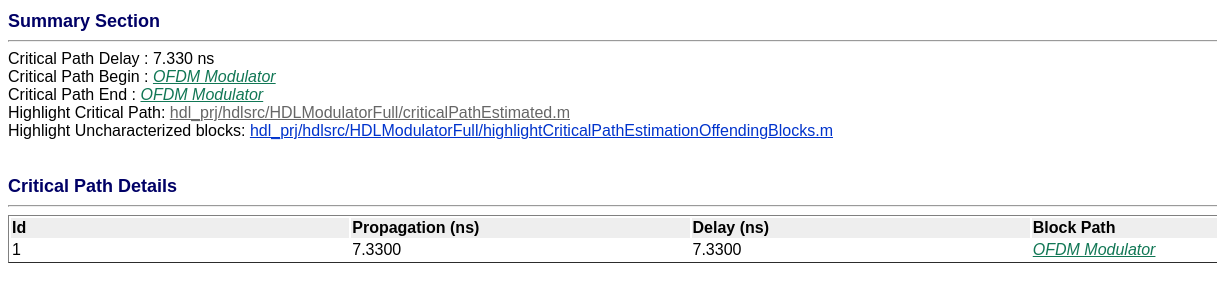 Summary Section
Critical Path Delay : 7.330 ns
Critical Path Begin : OFDM Modulator
Critical Path End : OFDM Modulator
Highlight Critical Path: hdl_prj/hdlsrc/HDLModulatorFull/criticalPathEstimated.m
Highlight Uncharacterized blocks: hdl_prj/hdlsrc/HDLModulatorFull/highlightCriticalPathEstimationOffendingBlocks.m
Critical Path Details
Id Propagation (ns) Delay (ns) Block Path
1 7.3300 7.3300 OFDM Modulator